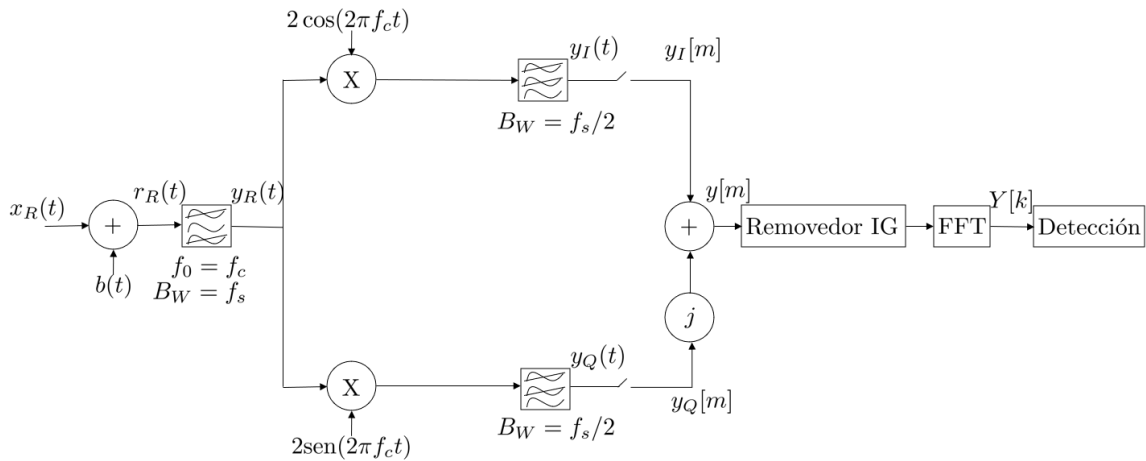 2 cos(2πf_ct)
X
y_I(t)
y_I[m]
B_W = f_s/2
x_R(t)
+
b(t)
r_R(t)
f_0 = f_c
B_W = f_s
y_R(t)
+
y[m]
Removedor IG
FFT
Y[k]
Detección
j
X
2sen(2πf_ct)
y_Q(t)
B_W = f_s/2
y_Q[m]